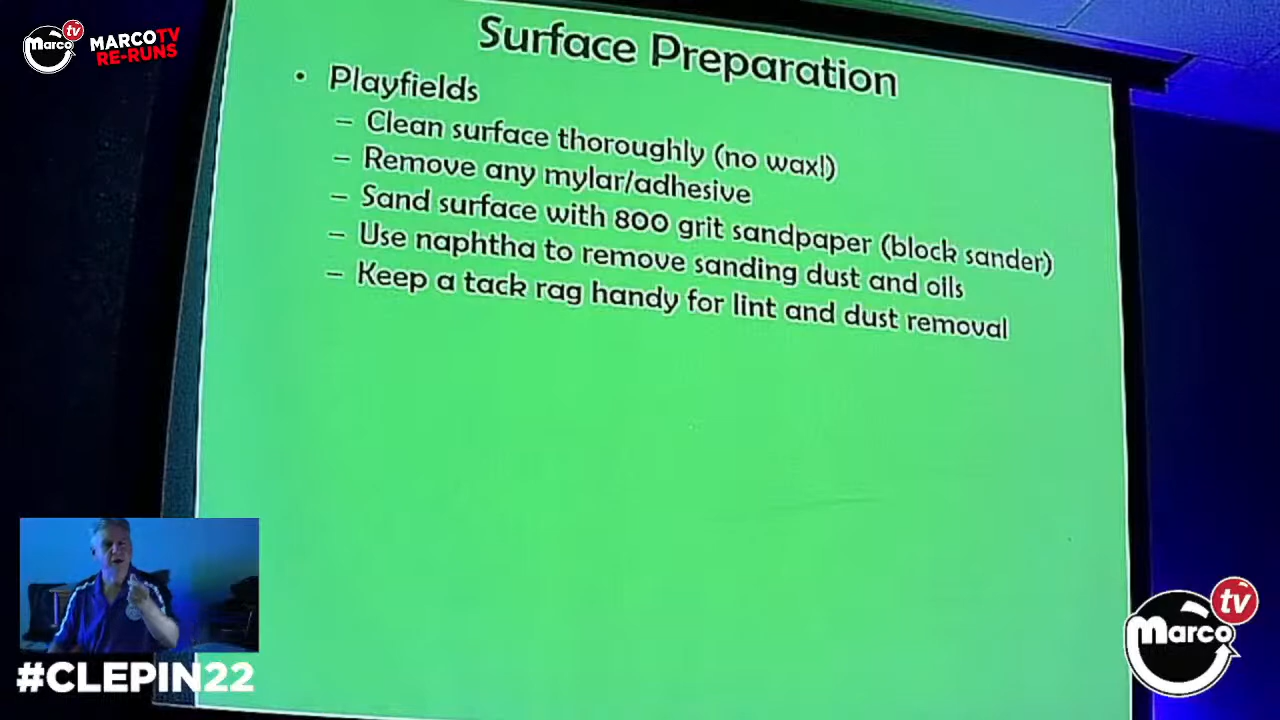 marco tv
MARCO TV
RE-RUNS
Surface Preparation
• Playfields
– Clean surface thoroughly (no wax!)
– Remove any mylar/adhesive
– Sand surface with 800 grit sandpaper (block sander)
– Use naphtha to remove sanding dust and oils
– Keep a tack rag handy for lint and dust removal
#CLEPIN22
marco tv